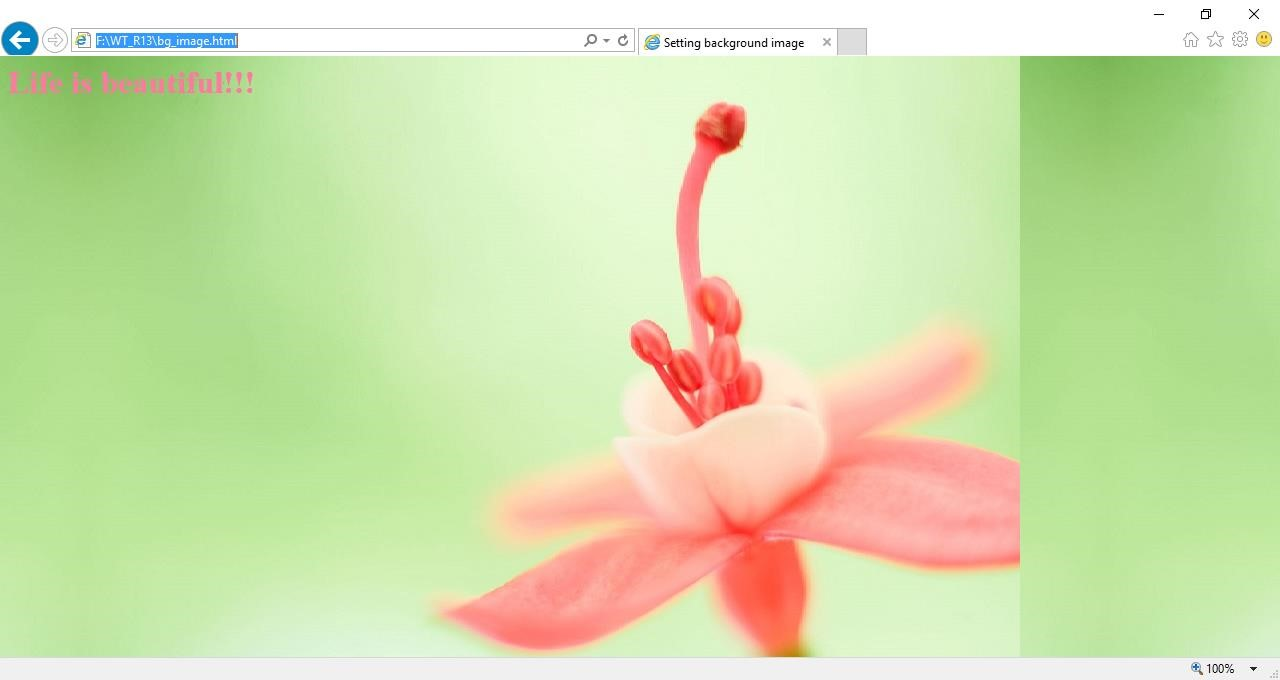 F:\WT_R13\bg_image.html
Setting background image
Life is beautiful!!!
100%